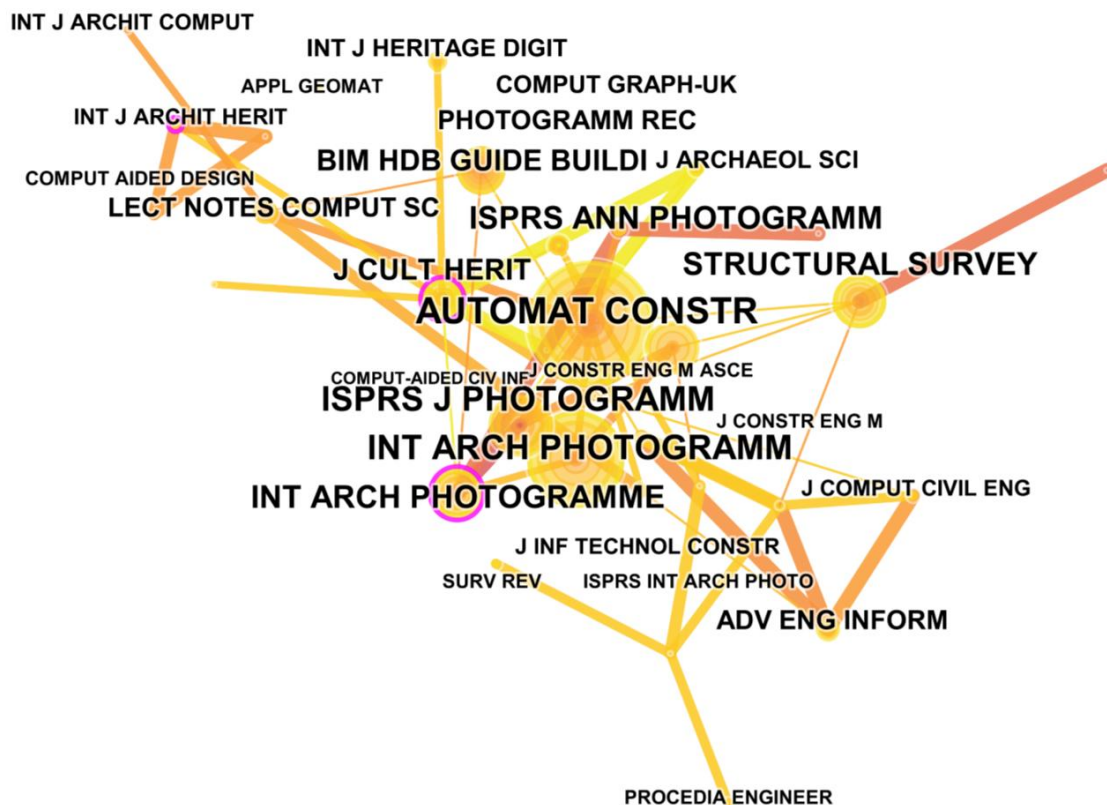 INT J ARCHIT COMPUT
INT J HERITAGE DIGIT
APPL GEOMAT
COMPUT GRAPH-UK
INT J ARCHIT HERIT
PHOTOGRAMM REC
BIM HDB GUIDE BUILDI
J ARCHAEOL SCI
COMPUT AIDED DESIGN
LECT NOTES COMPUT SC
ISPRS ANN PHOTOGRAMM
J CULT HERIT
STRUCTURAL SURVEY
AUTOMAT CONSTR
COMPUT-AIDED CIV INF
J CONSTR ENG M ASCE
ISPRS J PHOTOGRAMM
J CONSTR ENG M
INT ARCH PHOTOGRAMM
INT ARCH PHOTOGRAMME
J COMPUT CIVIL ENG
J INF TECHNOL CONSTR
SURV REV
ISPRS INT ARCH PHOTO
ADV ENG INFORM
PROCEDIA ENGINEER